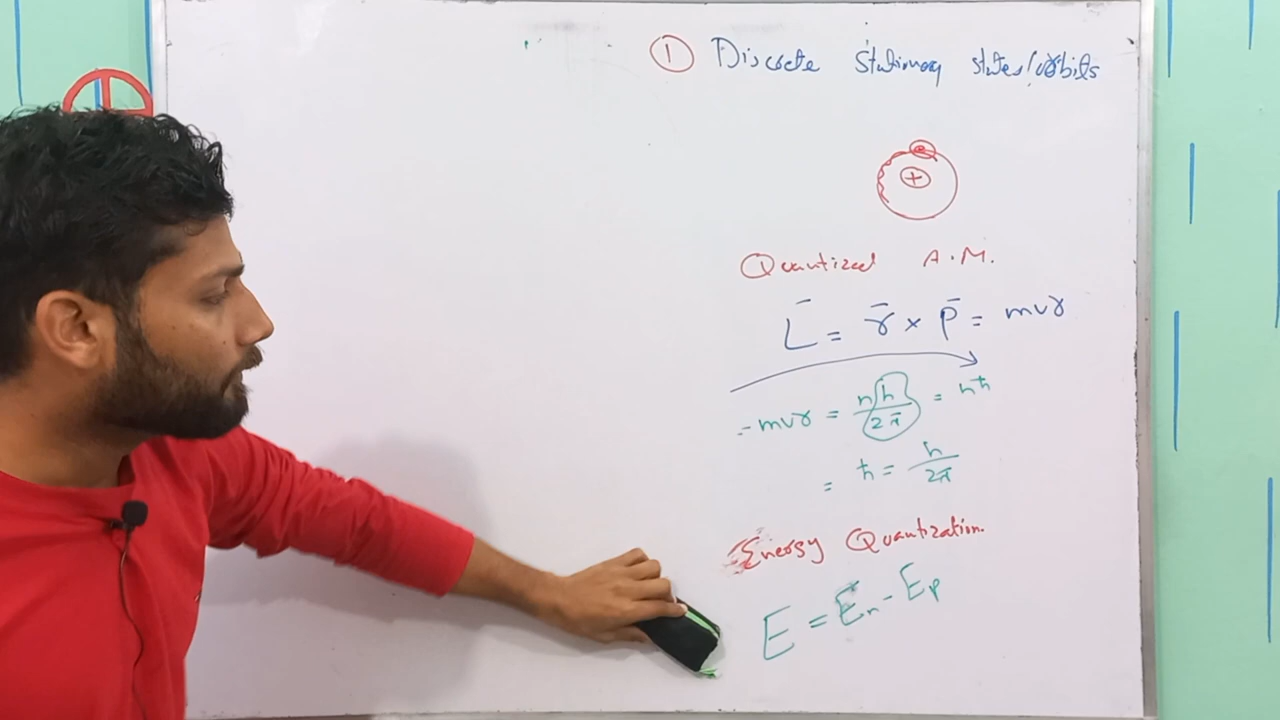 ① Discrete Stationary states/orbits
+
Quantized A.M.
L̄ = r̄ × p̄ = mvr
= mvr = nh/2π = nħ
= ħ = h/2π
Energy Quantization.
E = Eₙ - Eₚ